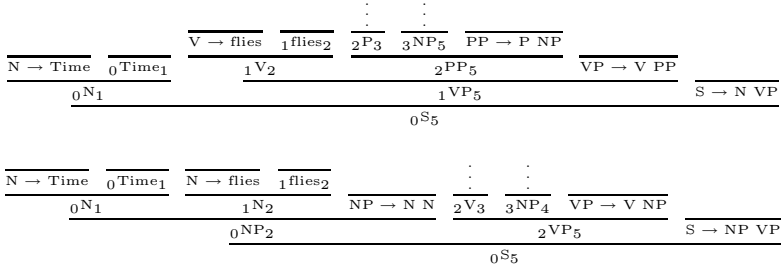 V → flies ₁flies₂ ₂P₃ ₃NP₅ PP → P NP
N → Time ₀Time₁ ₁V₂ ₂PP₅ VP → V PP
₀N₁ ₁VP₅ S → N VP
₀S₅
N → Time ₀Time₁ N → flies ₁flies₂
₀N₁ ₁N₂ NP → N N ₂V₃ ₃NP₄ VP → V NP
₀NP₂ ₂VP₅ S → NP VP
₀S₅